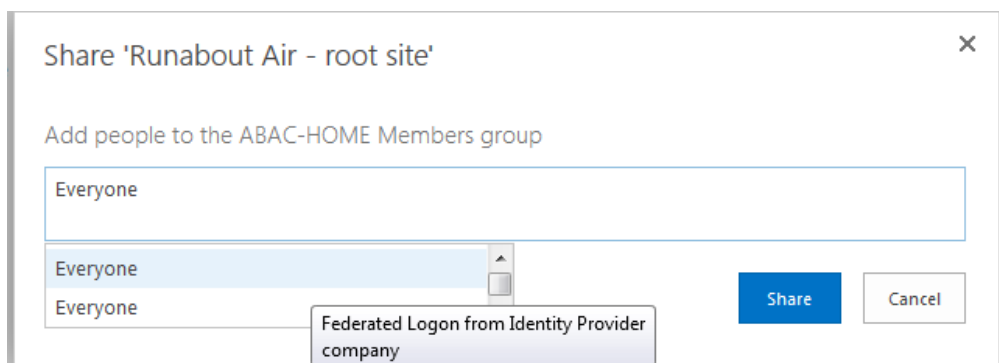 Share 'Runabout Air - root site'
Add people to the ABAC-HOME Members group
Everyone
Everyone
Everyone
Federated Logon from Identity Provider
company
Share
Cancel